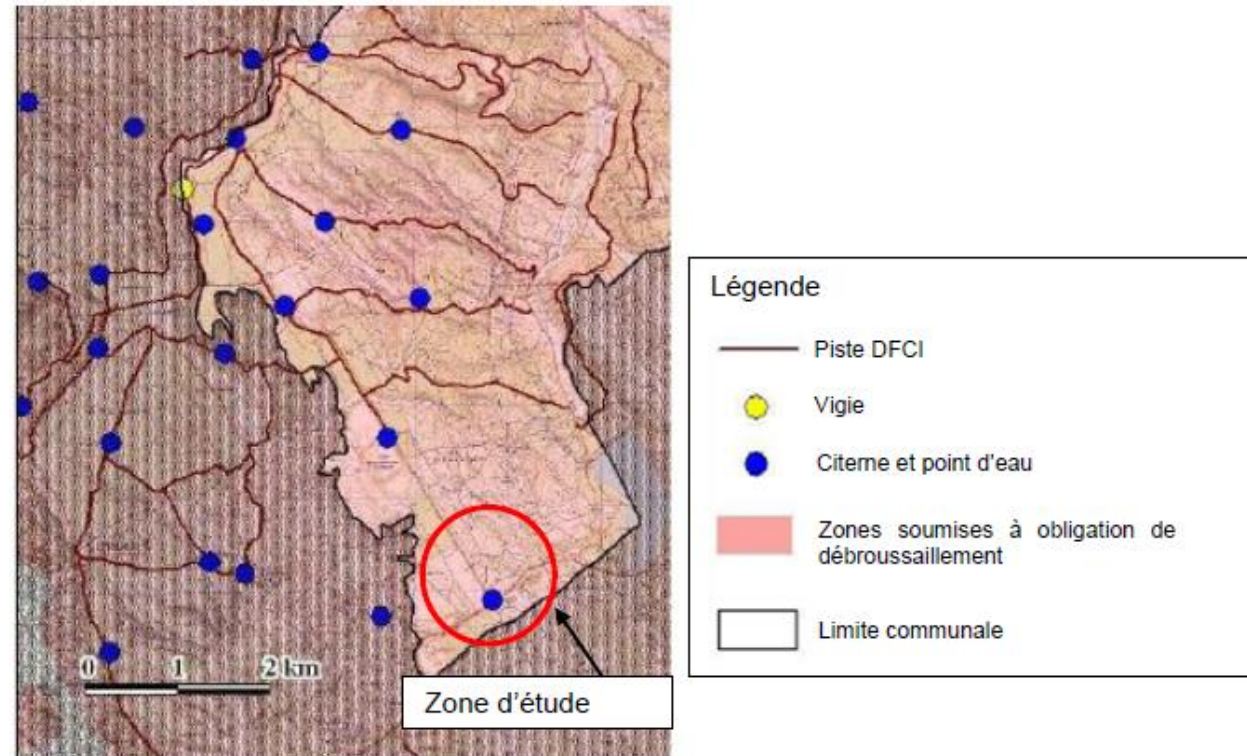 Légende
Piste DFCI
Vigie
Citerne et point d'eau
Zones soumises à obligation de
débroussaillement
Limite communale
0 1 2 km
Zone d'étude